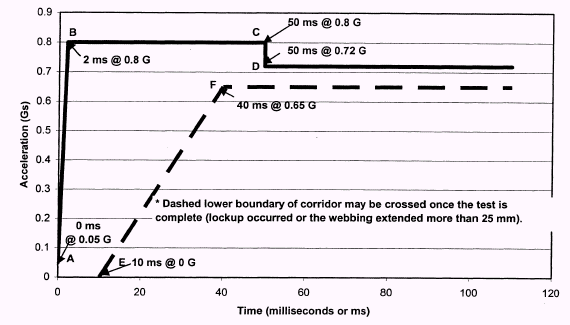 0.9
B
C
50 ms @ 0.8 G
0.8
2 ms @ 0.8 G
50 ms @ 0.72 G
D
0.7
F
0.6
40 ms @ 0.65 G
0.5
Acceleration (Gs)
0.4
0.3
* Dashed lower boundary of corridor may be crossed once the test is
complete (lockup occurred or the webbing extended more than 25 mm).
0.2
0 ms
@ 0.05 G
0.1
A
E
10 ms @ 0 G
0
0
20
40
60
80
100
120
Time (milliseconds or ms)